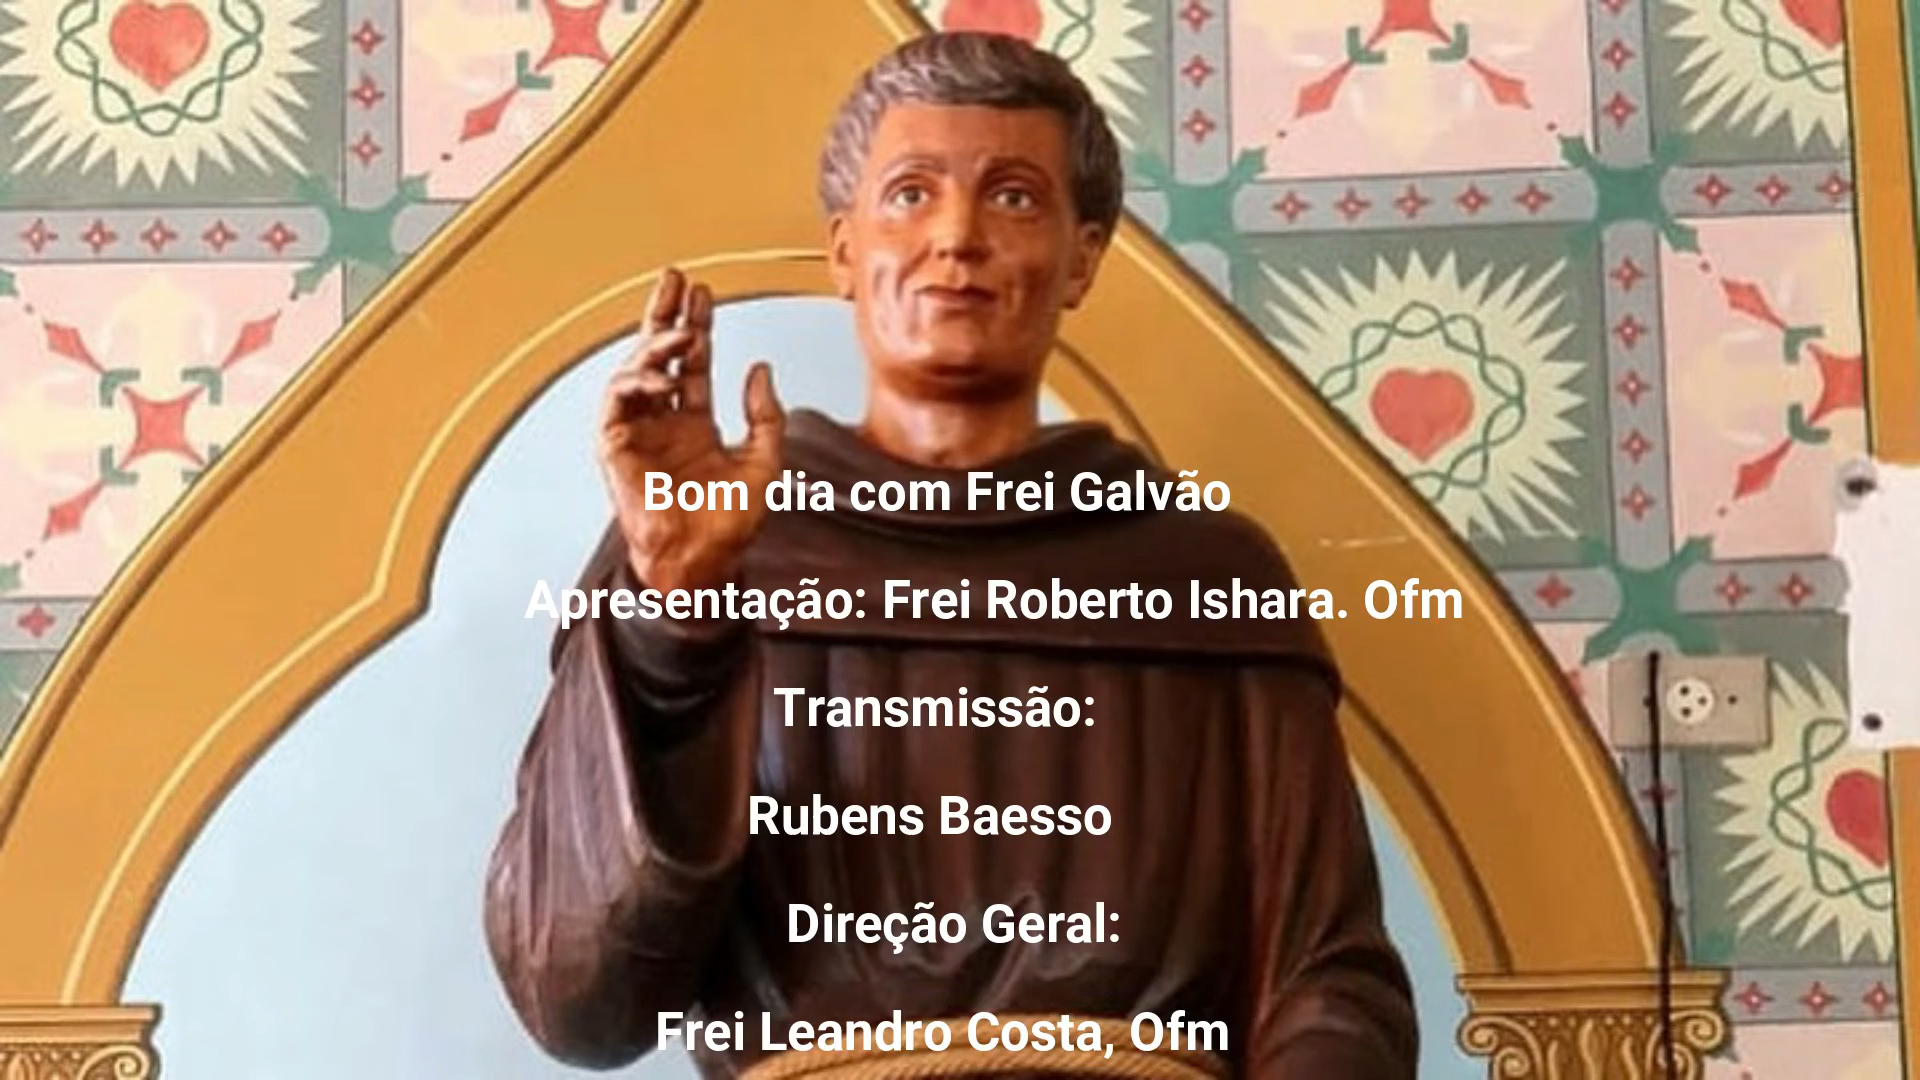 Bom dia com Frei Galvão
Apresentação: Frei Roberto Ishara. Ofm
Transmissão:
Rubens Baesso
Direção Geral:
Frei Leandro Costa, Ofm